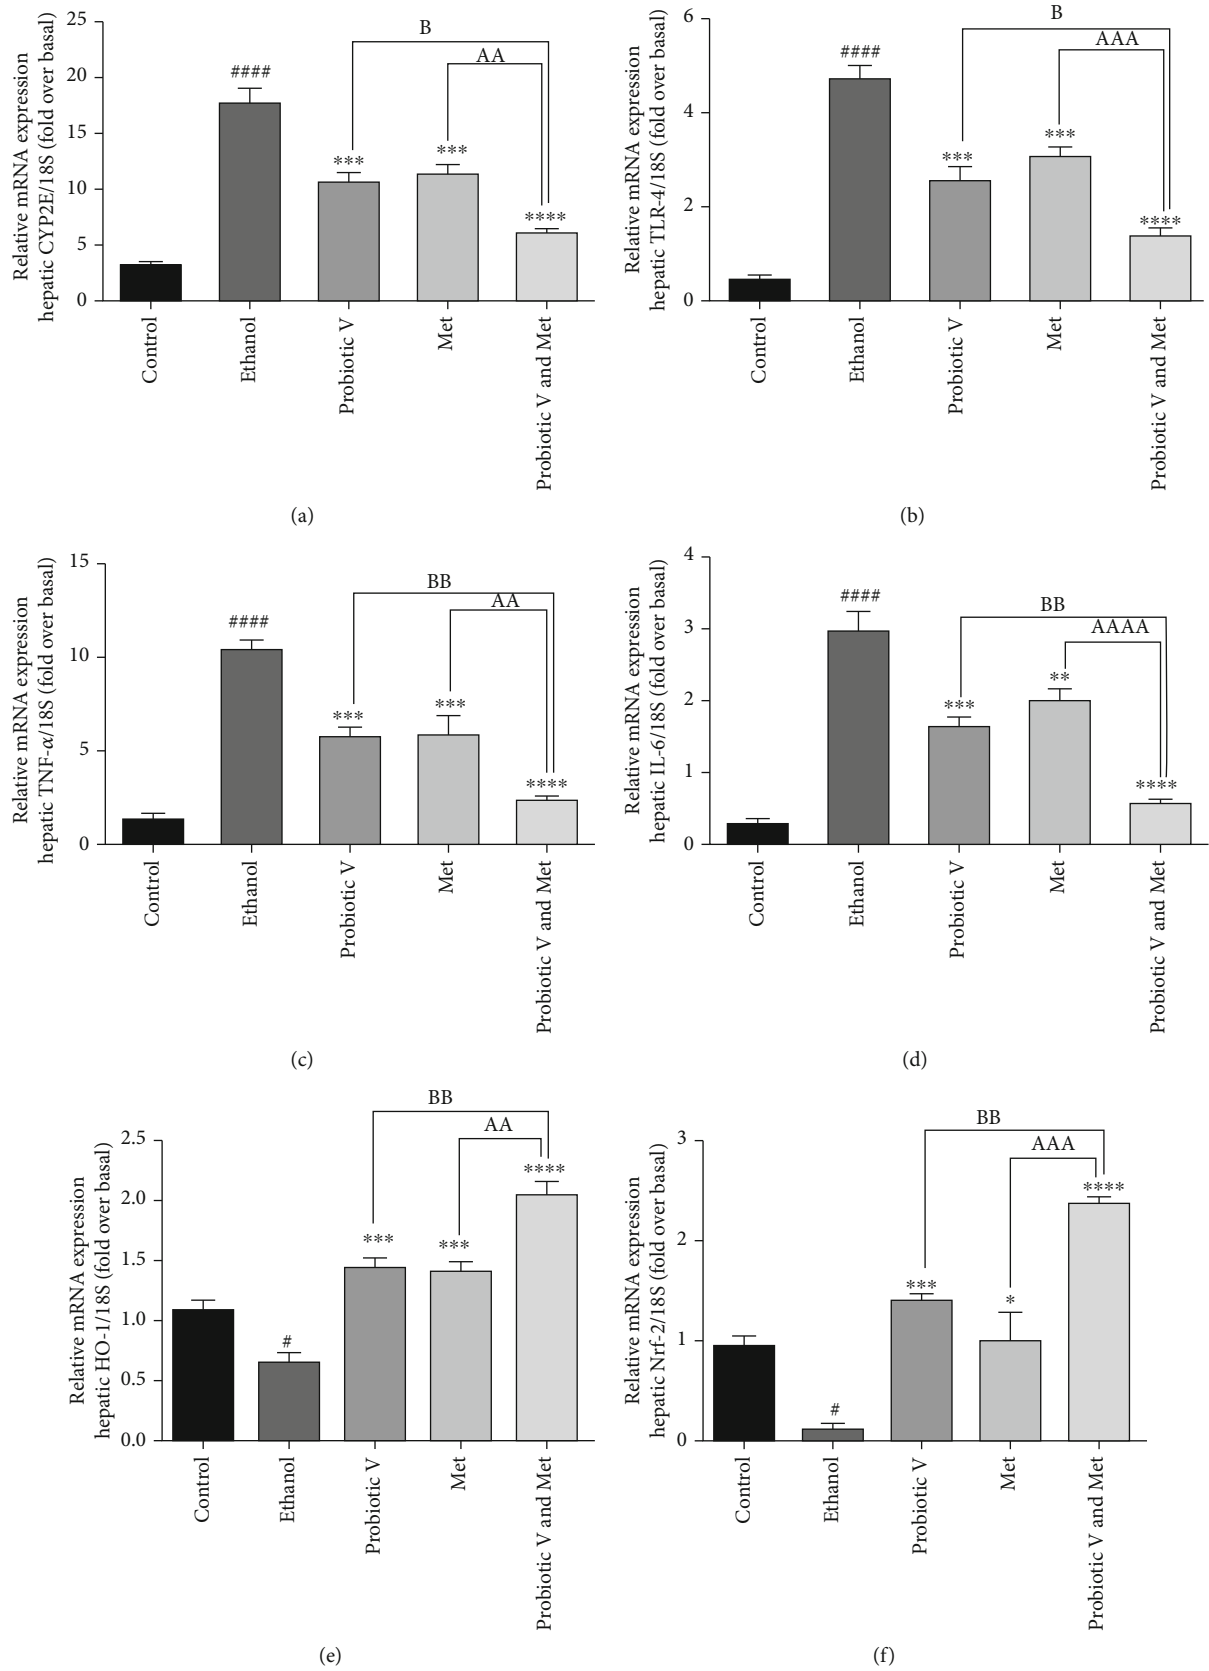 Relative mRNA expression
hepatic CYP2E/18S (fold over basal)
25
20
15
10
5
0
####
***
***
****
B
AA
Control
Ethanol
Probiotic V
Met
Probiotic V and Met
(a)
Relative mRNA expression
hepatic TLR-4/18S (fold over basal)
6
4
2
0
####
***
***
****
B
AAA
Control
Ethanol
Probiotic V
Met
Probiotic V and Met
(b)
Relative mRNA expression
hepatic TNF-α/18S (fold over basal)
15
10
5
0
####
***
***
****
BB
AA
Control
Ethanol
Probiotic V
Met
Probiotic V and Met
(c)
Relative mRNA expression
hepatic IL-6/18S (fold over basal)
4
3
2
1
0
####
***
**
****
BB
AAAA
Control
Ethanol
Probiotic V
Met
Probiotic V and Met
(d)
Relative mRNA expression
hepatic HO-1/18S (fold over basal)
2.5
2.0
1.5
1.0
0.5
0.0
#
***
***
****
BB
AA
Control
Ethanol
Probiotic V
Met
Probiotic V and Met
(e)
Relative mRNA expression
hepatic Nrf-2/18S (fold over basal)
3
2
1
0
#
***
*
****
BB
AAA
Control
Ethanol
Probiotic V
Met
Probiotic V and Met
(f)